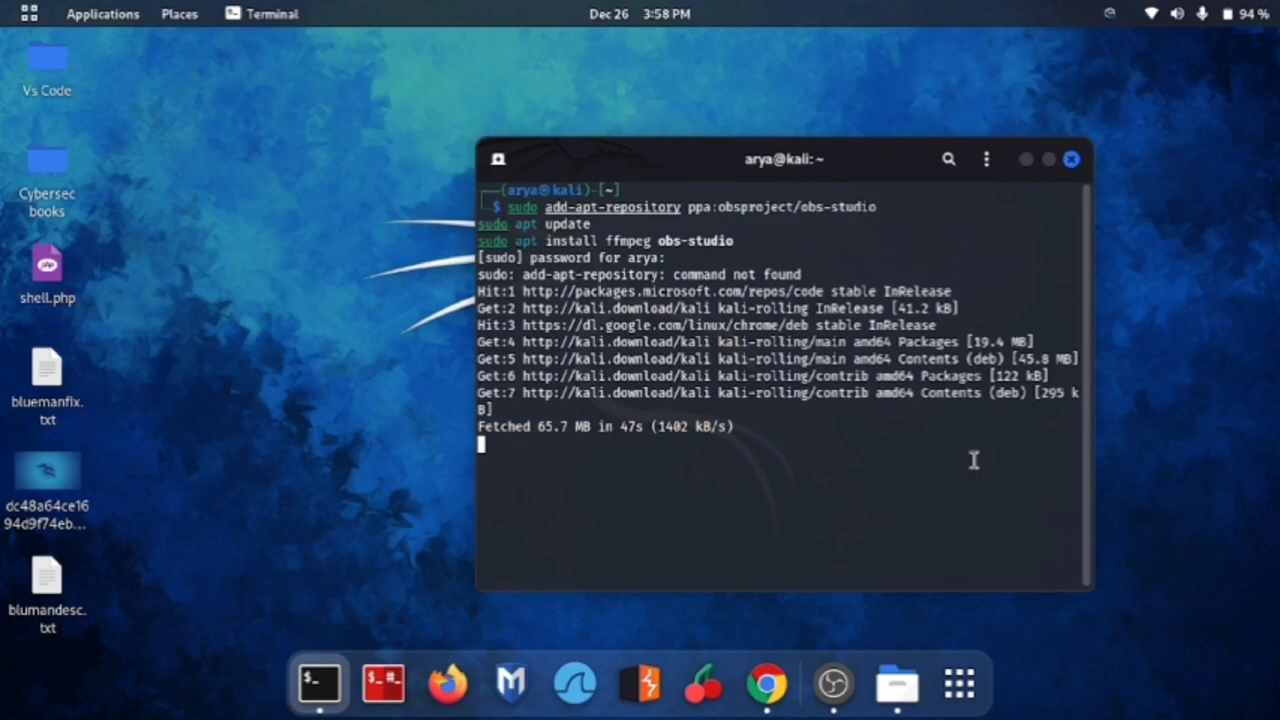 Applications Places Terminal Dec 26 3:58 PM 94 %
Vs Code
Cybersec
books
shell.php
bluemanfix.
txt
dc48a64ce16
94d9f74eb...
blumandesc.
txt
arya@kali: ~
(arya@kali)-[~]
$ sudo add-apt-repository ppa:obsproject/obs-studio
sudo apt update
sudo apt install ffmpeg obs-studio
[sudo] password for arya:
sudo: add-apt-repository: command not found
Hit:1 http://packages.microsoft.com/repos/code stable InRelease
Get:2 http://kali.download/kali kali-rolling InRelease [41.2 kB]
Hit:3 https://dl.google.com/linux/chrome/deb stable InRelease
Get:4 http://kali.download/kali kali-rolling/main amd64 Packages [19.4 MB]
Get:5 http://kali.download/kali kali-rolling/main amd64 Contents (deb) [45.8 MB]
Get:6 http://kali.download/kali kali-rolling/contrib amd64 Packages [122 kB]
Get:7 http://kali.download/kali kali-rolling/contrib amd64 Contents (deb) [295 k
B]
Fetched 65.7 MB in 47s (1402 kB/s)